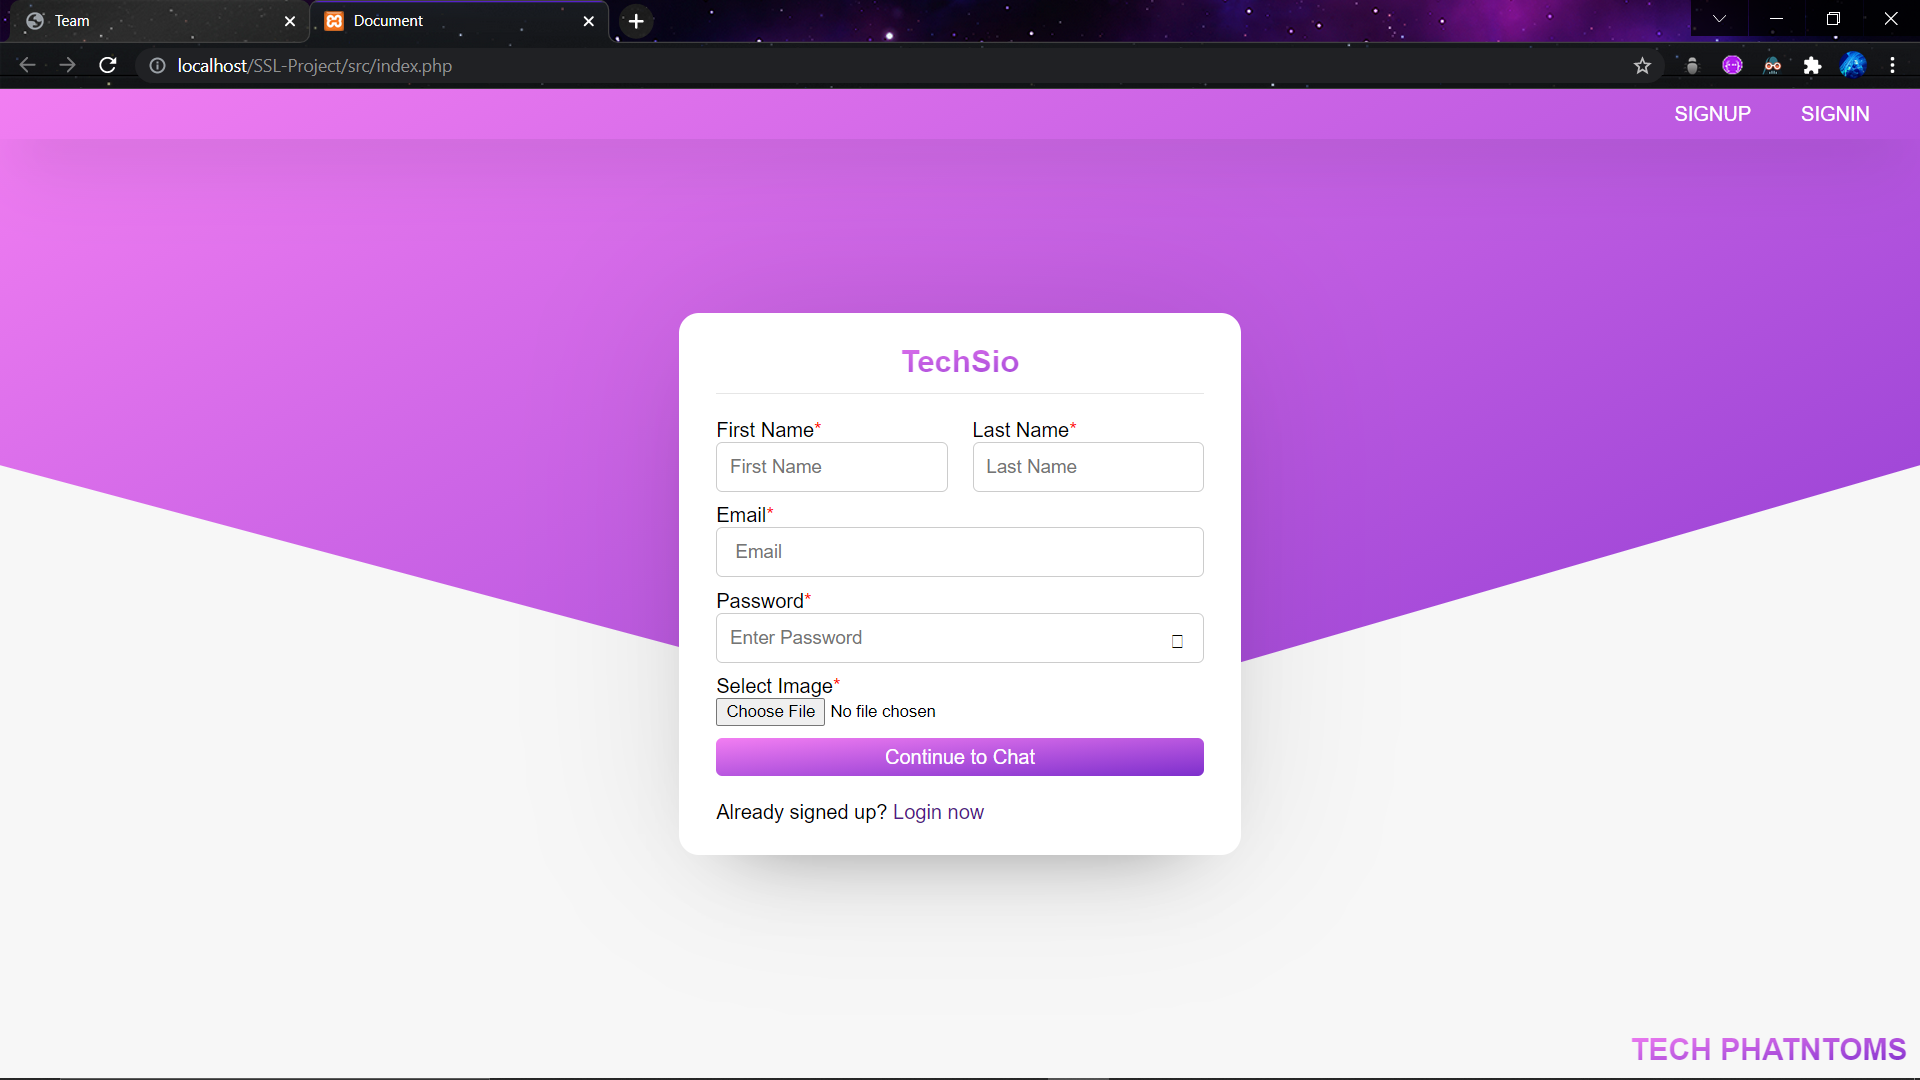 Team
Document
localhost/SSL-Project/src/index.php
SIGNUP SIGNIN
TechSio
First Name* Last Name*
First Name Last Name
Email*
Email
Password*
Enter Password
Select Image*
Choose File No file chosen
Continue to Chat
Already signed up? Login now
TECH PHATNTOMS